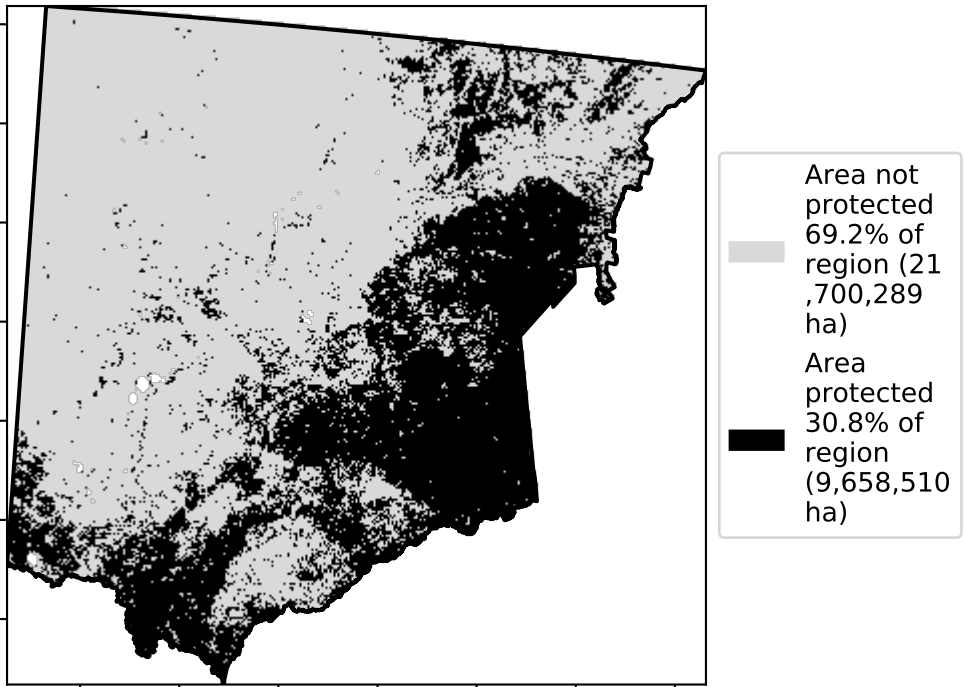 Area not
protected
69.2% of
region (21
,700,289
ha)
Area
protected
30.8% of
region
(9,658,510
ha)